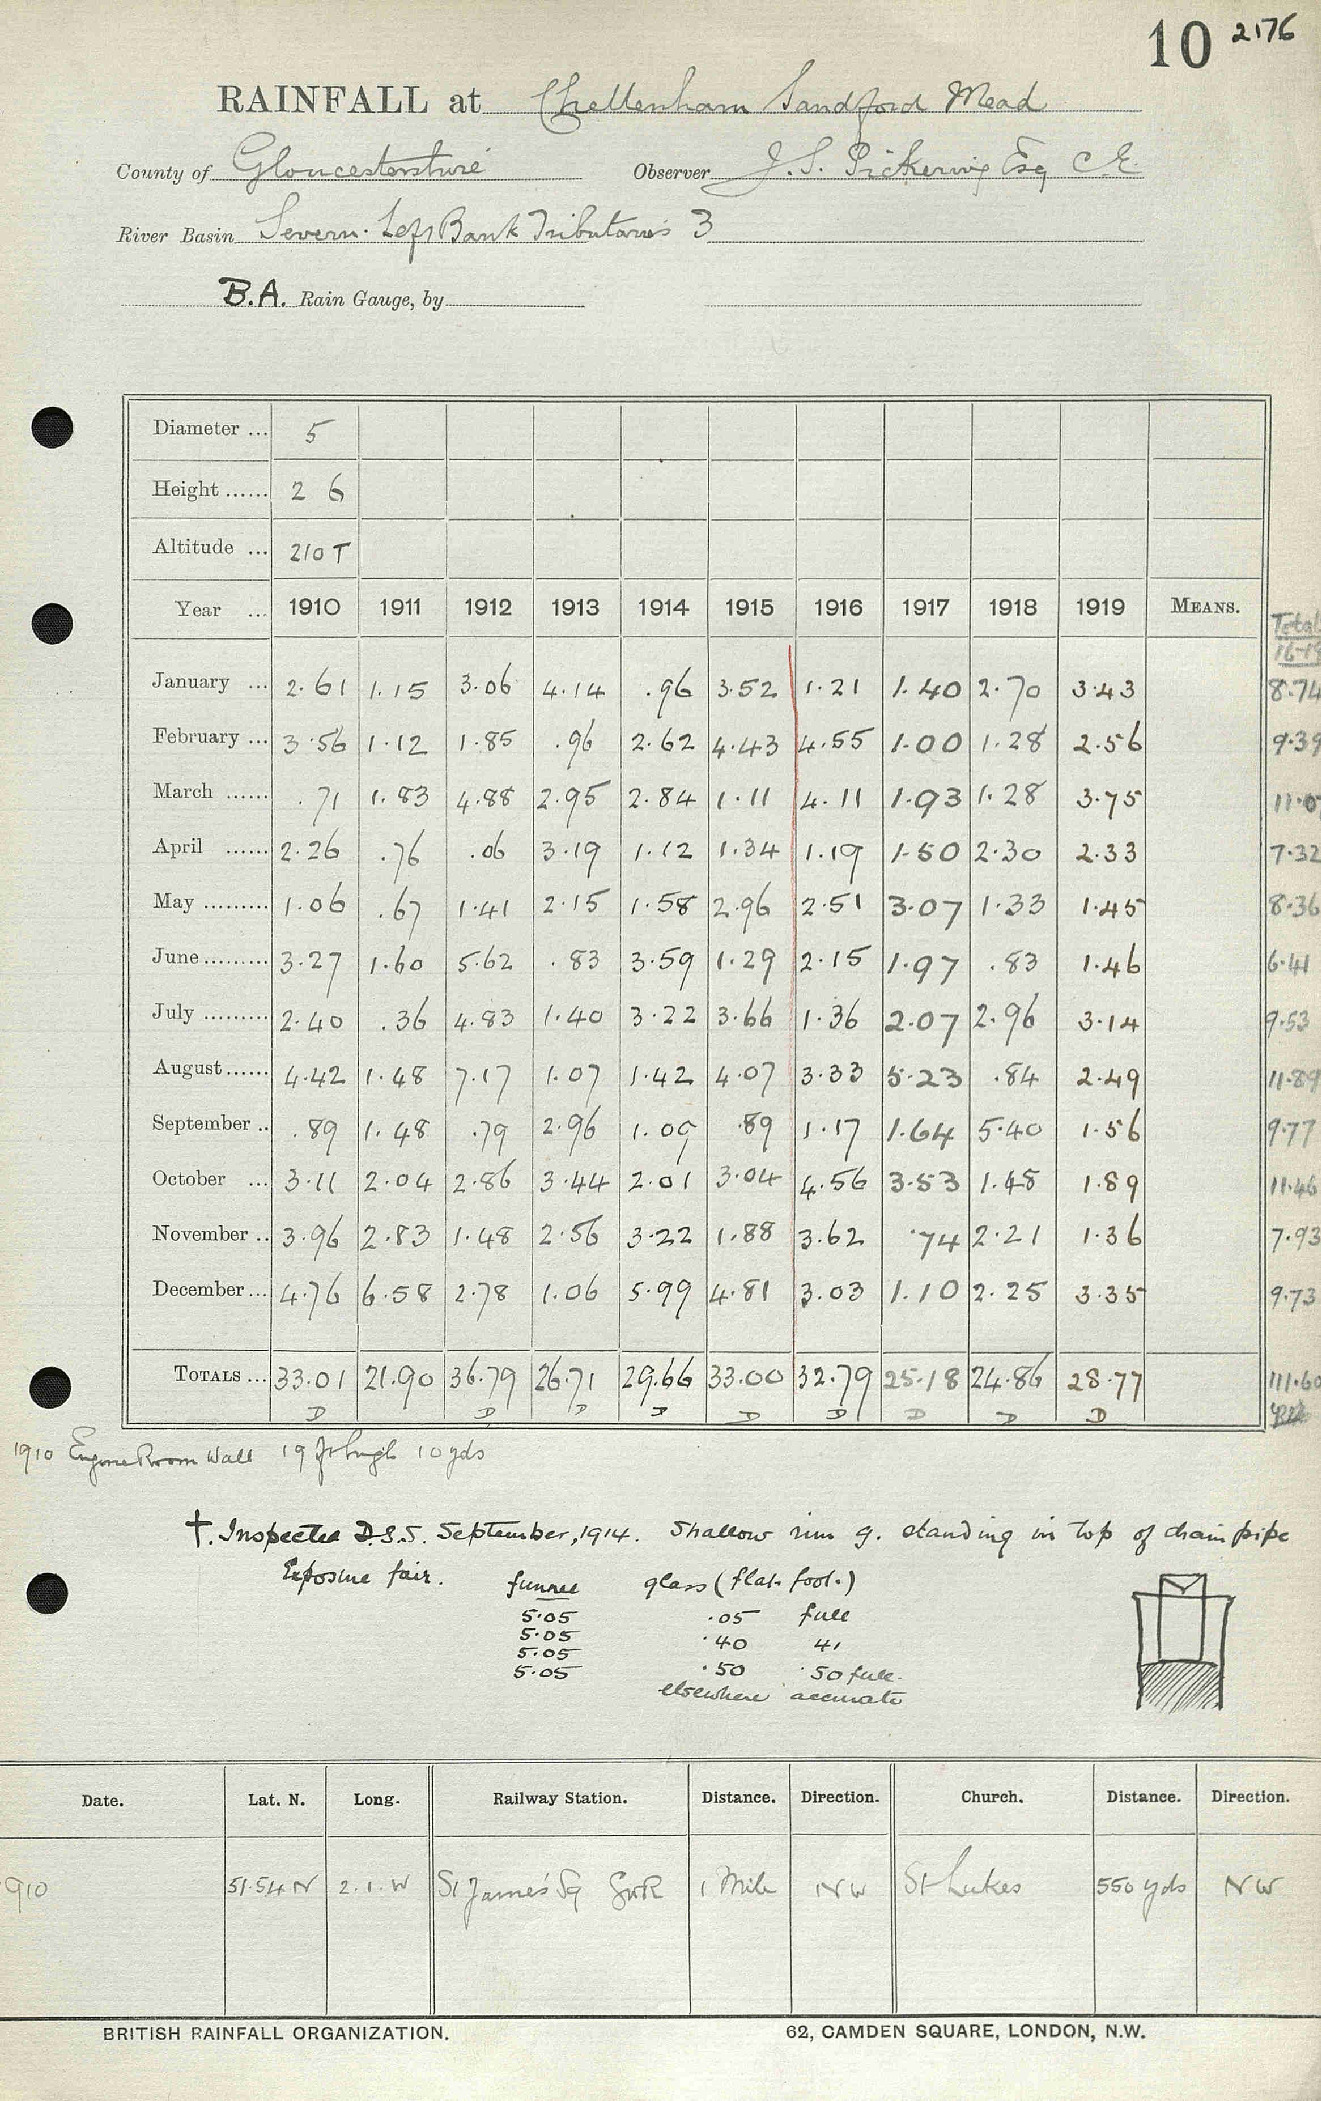 10 2176
RAINFALL at Cheltenham Sandford Mead
County of Gloucestershire Observer J.S. Pickering Esq C.E.
River Basin Severn. Left Bank Tributaries 3
B.A. Rain Gauge, by
Diameter ... 5
Height ...... 2 6
Altitude ... 210 T
Year ... 1910 1911 1912 1913 1914 1915 1916 1917 1918 1919 MEANS. Total
16-19
January ... 2.61 1.15 3.06 4.14 .96 3.52 1.21 1.40 2.70 3.43 8.74
February ... 3.56 1.12 1.85 .96 2.62 4.43 4.55 1.00 1.28 2.56 9.39
March ...... .71 1.83 4.88 2.95 2.84 1.11 4.11 1.93 1.28 3.75 11.07
April ...... 2.26 .76 .06 3.19 1.12 1.34 1.19 1.50 2.30 2.33 7.32
May ......... 1.06 .67 1.41 2.15 1.58 2.96 2.51 3.07 1.33 1.45 8.36
June ......... 3.27 1.60 5.62 .83 3.59 1.29 2.15 1.97 .83 1.46 6.41
July ......... 2.40 .36 4.83 1.40 3.22 3.66 1.36 2.07 2.96 3.14 9.53
August ...... 4.42 1.48 7.17 1.07 1.42 4.07 3.33 5.23 .84 2.49 11.89
September .. .89 1.48 .79 2.96 1.09 .89 1.17 1.64 5.40 1.56 9.77
October ... 3.11 2.04 2.86 3.44 2.01 3.04 4.56 3.53 1.48 1.89 11.46
November .. 3.96 2.83 1.48 2.56 3.22 1.88 3.62 .74 2.21 1.36 7.93
December ... 4.76 6.58 2.78 1.06 5.99 4.81 3.03 1.10 2.25 3.35 9.73
TOTALS ... 33.01 21.90 36.79 26.71 29.66 33.00 32.79 25.18 24.86 28.77 111.60
D D D D D D D D D
1910 Engine Room Wall 19 ft high 10 yds
†. Inspected D.S.S. September, 1914. Shallow rim g. standing in top of drain pipe
Exposure fair. funnel glass (flat foot.)
5.05 .05 full
5.05 .40 41
5.05
5.05 .50 .50 full.
elsewhere accurate
Date. Lat. N. Long. Railway Station. Distance. Direction. Church. Distance. Direction.
1910 51.54 N 2.1.W St James' Sq GWR 1 Mile NW St Lukes 550 yds NW
BRITISH RAINFALL ORGANIZATION. 62, CAMDEN SQUARE, LONDON, N.W.